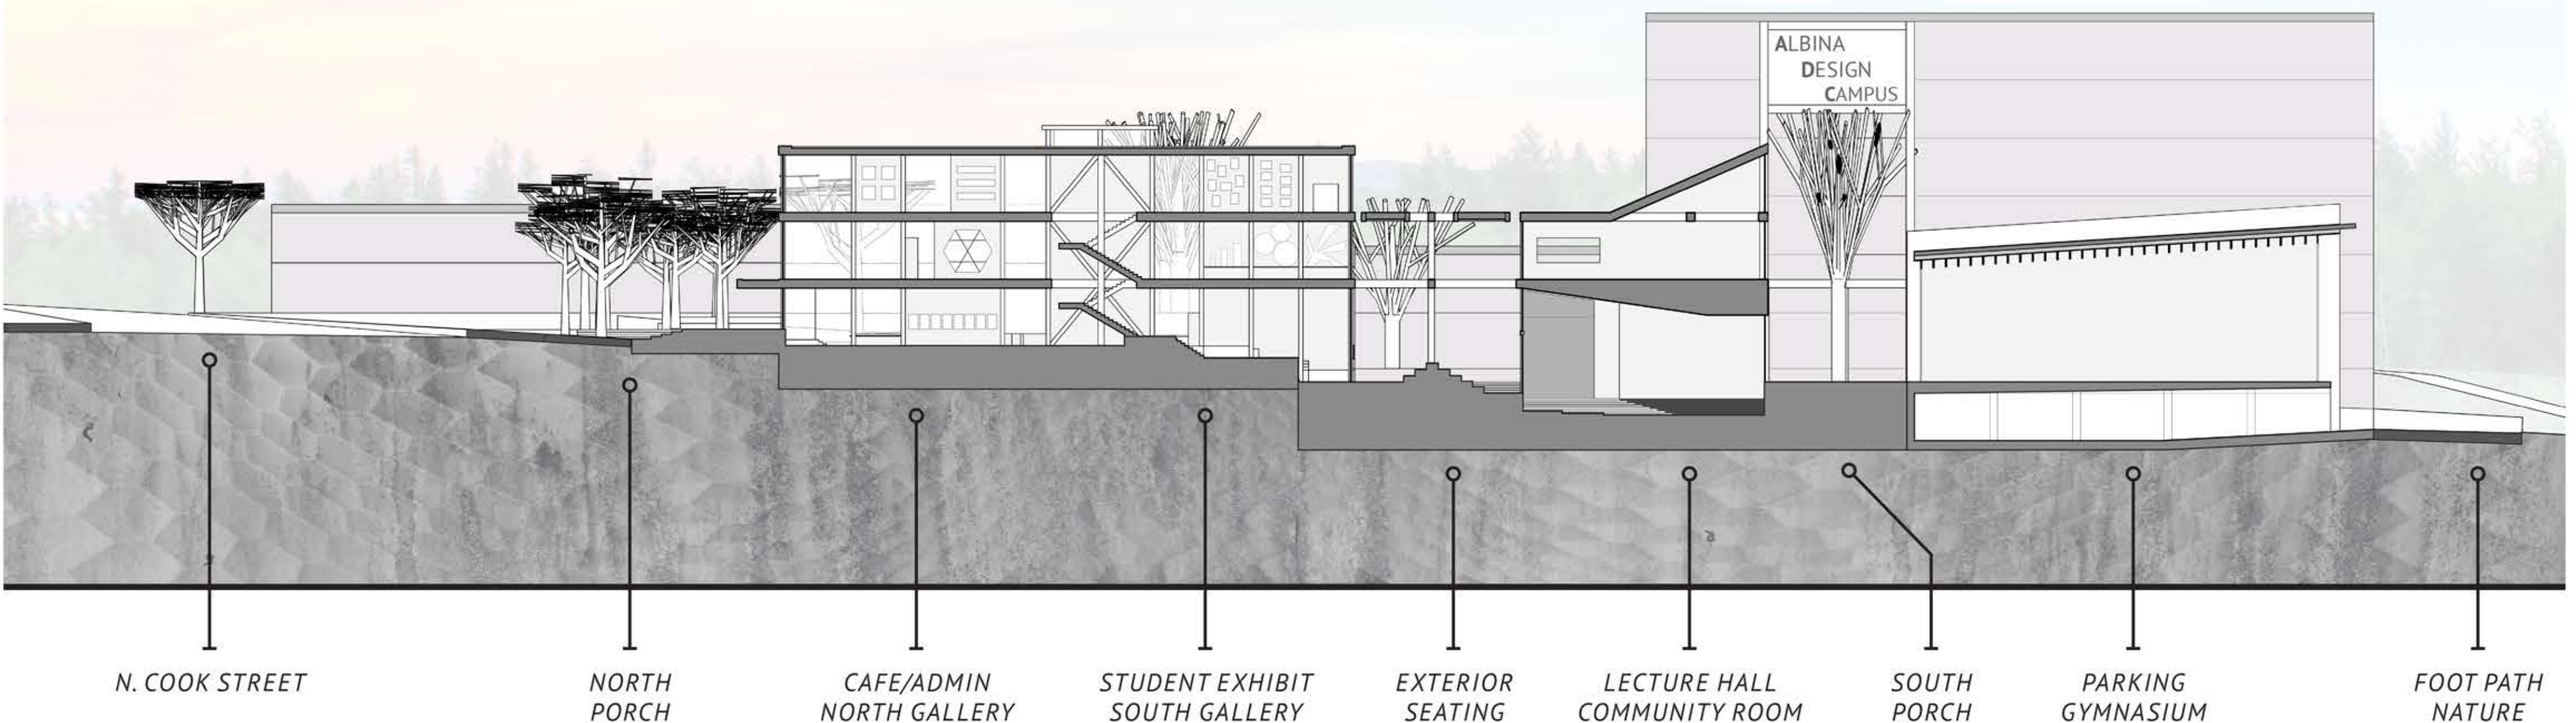 ALBINA
DESIGN
CAMPUS
N. COOK STREET
NORTH
PORCH
CAFE/ADMIN
NORTH GALLERY
STUDENT EXHIBIT
SOUTH GALLERY
EXTERIOR
SEATING
LECTURE HALL
COMMUNITY ROOM
SOUTH
PORCH
PARKING
GYMNASIUM
FOOT PATH
NATURE